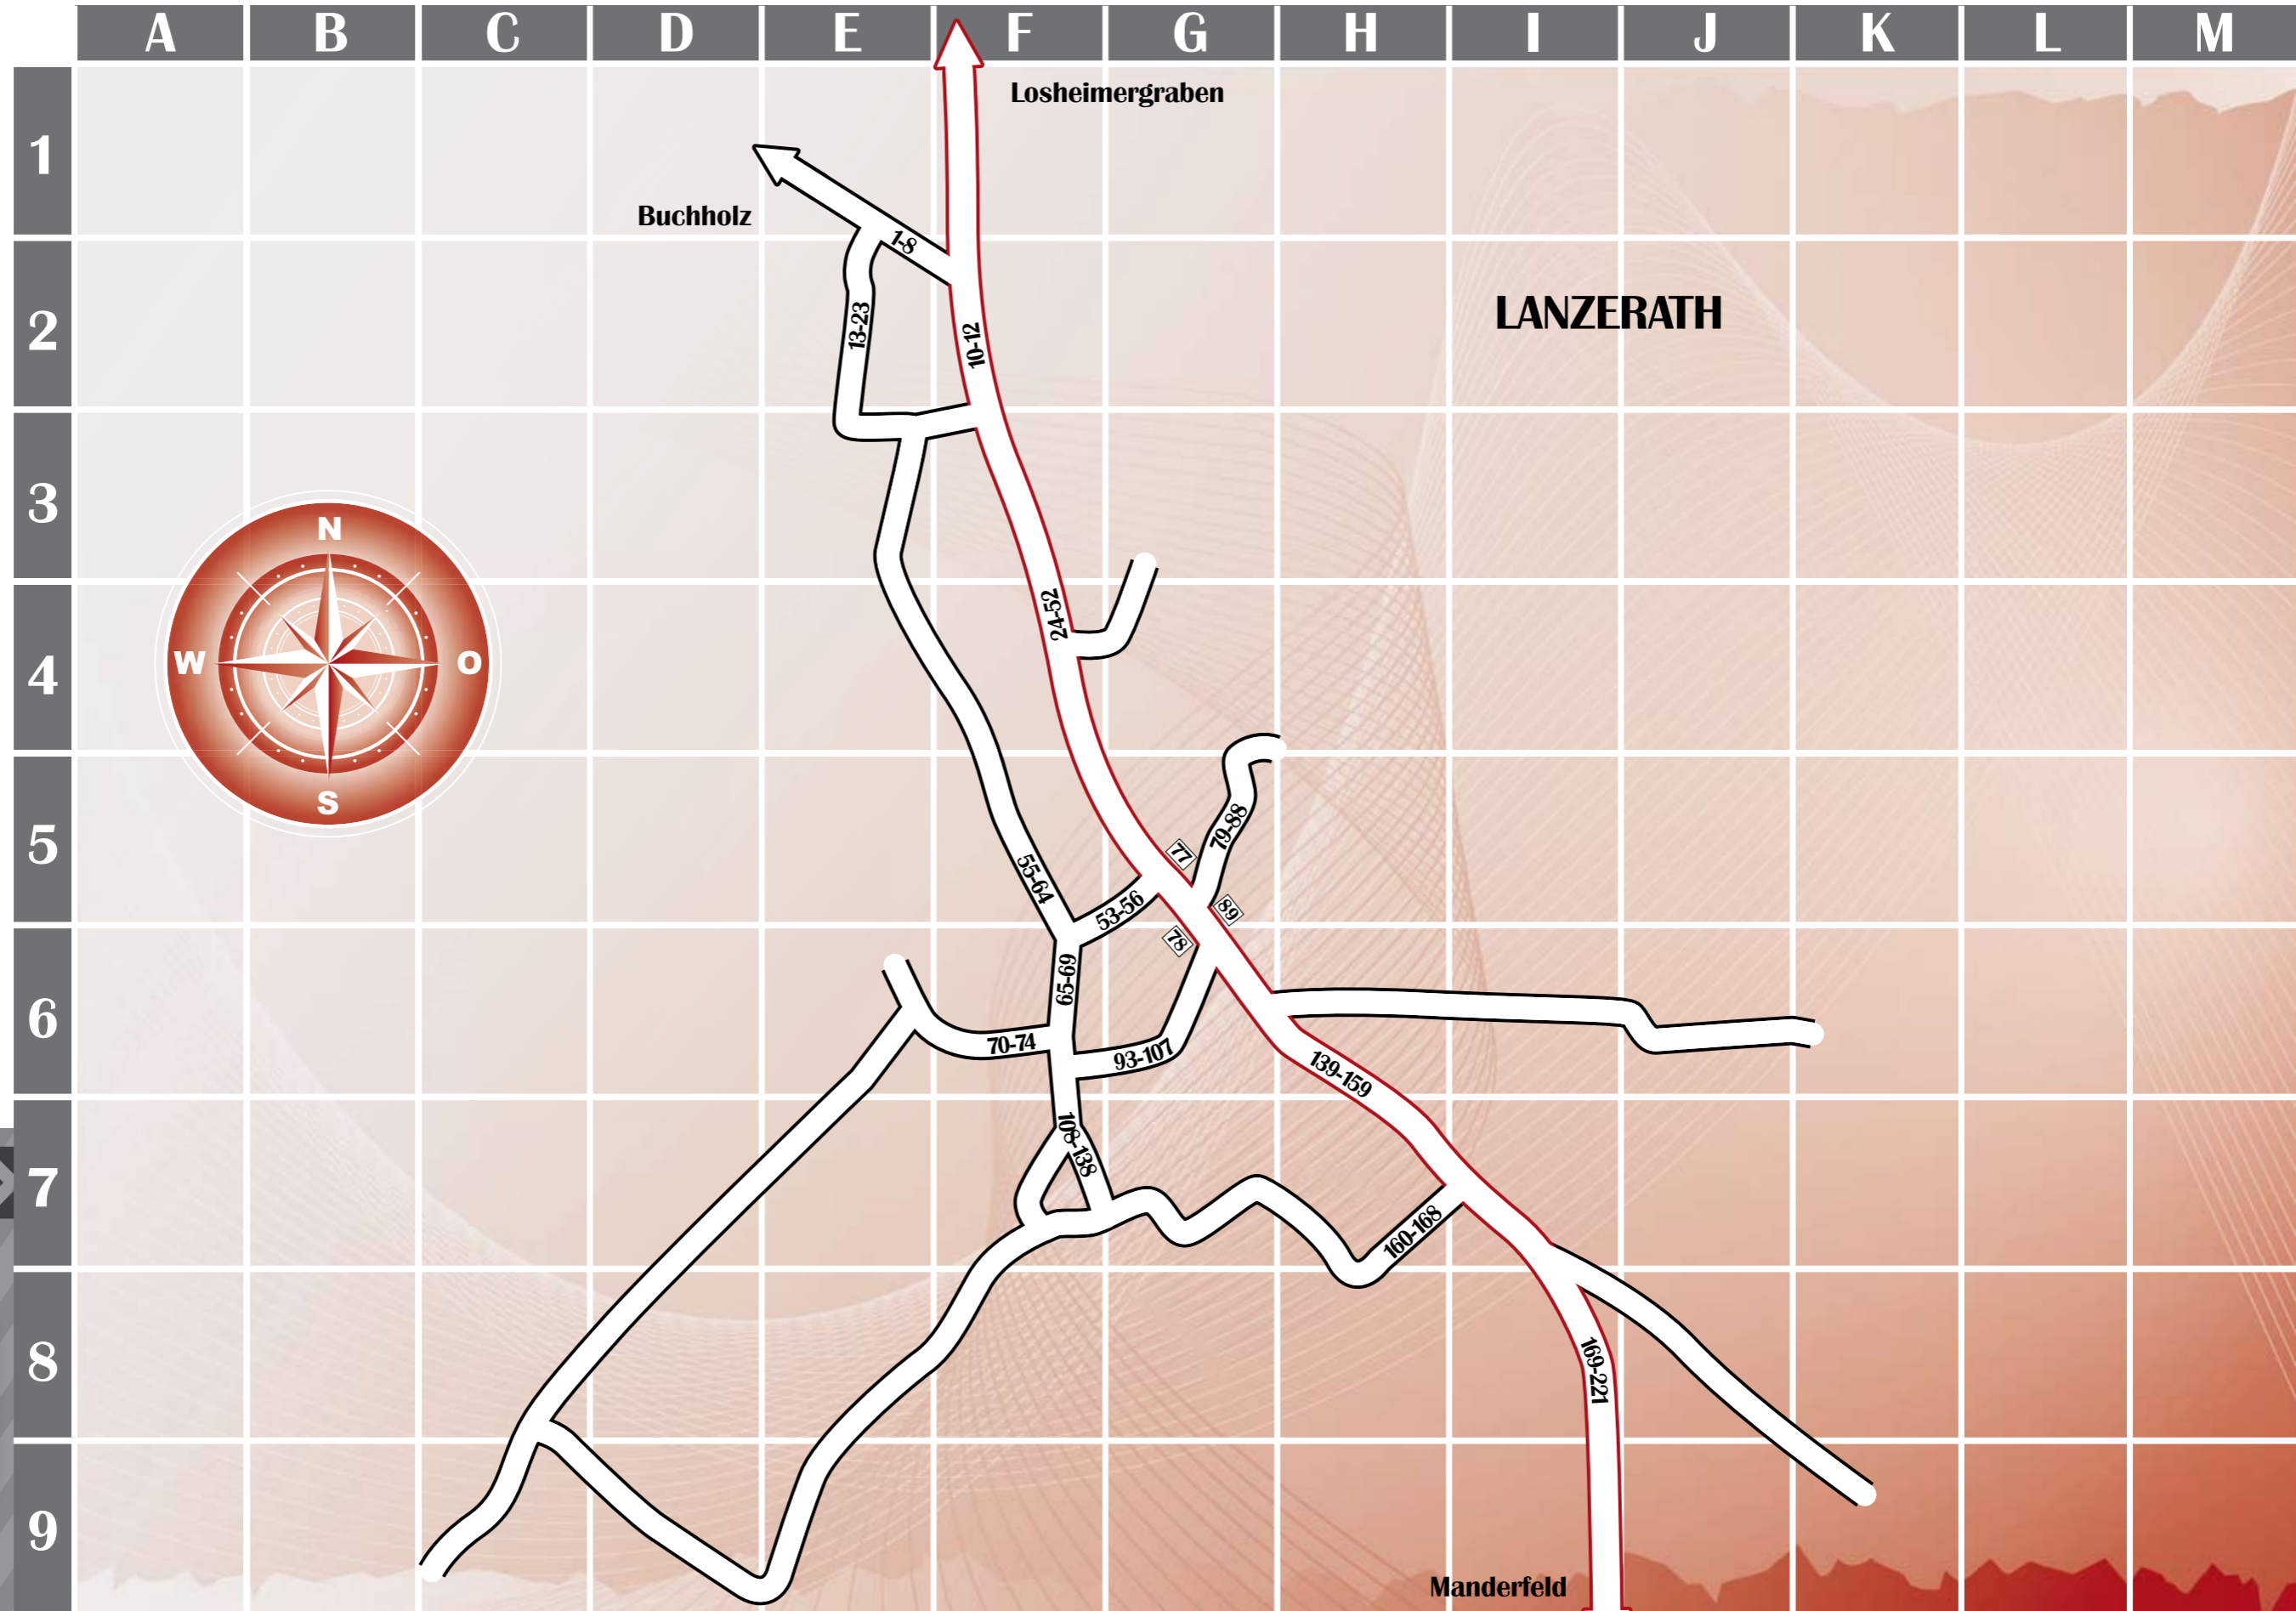 A B C D E F G H I J K L M
Losheimergraben
1
Buchholz
1-8
2
LANZERATH
13-23
10-12
3
N
24-52
W
O
4
S
79-88
5
77
55-64
53-56
89
78
65-69
6
70-74
93-107
139-159
108-138
7
160-168
8
169-221
9
Manderfeld